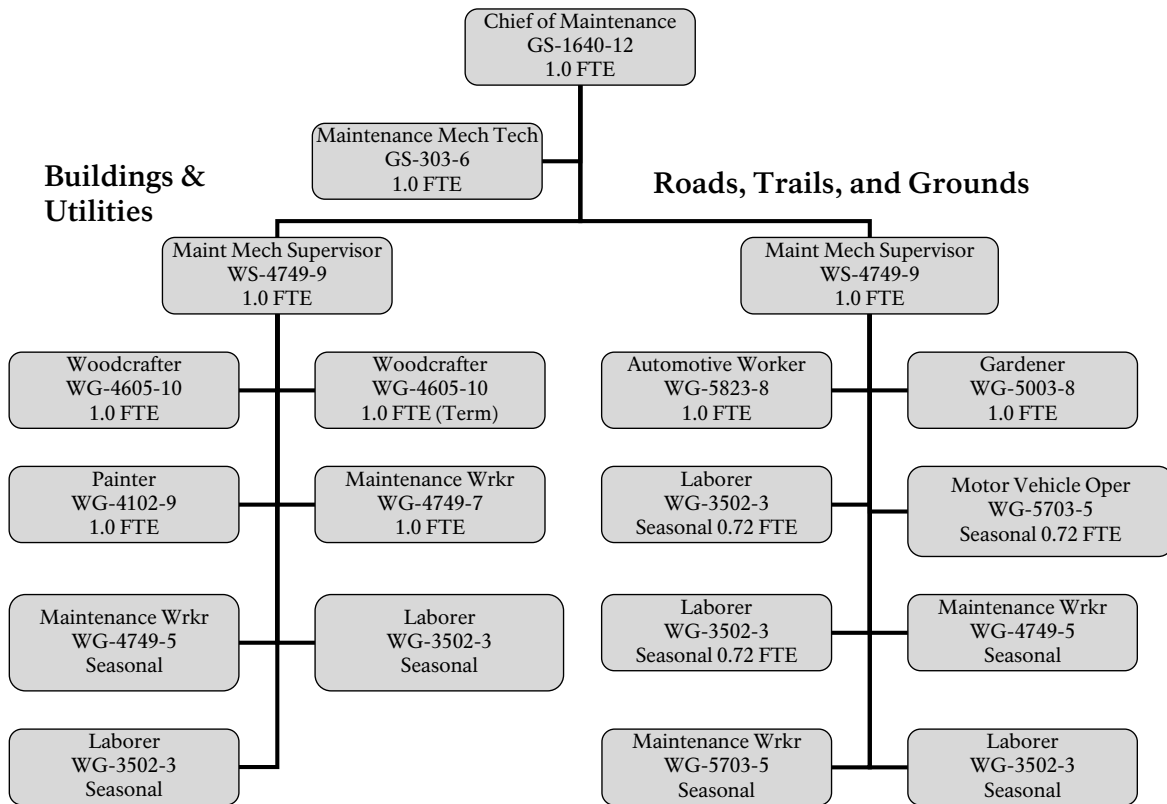 Chief of Maintenance
GS-1640-12
1.0 FTE
Maintenance Mech Tech
GS-303-6
1.0 FTE
Buildings &
Utilities
Roads, Trails, and Grounds
Maint Mech Supervisor
WS-4749-9
1.0 FTE
Maint Mech Supervisor
WS-4749-9
1.0 FTE
Woodcrafter
WG-4605-10
1.0 FTE
Woodcrafter
WG-4605-10
1.0 FTE (Term)
Automotive Worker
WG-5823-8
1.0 FTE
Gardener
WG-5003-8
1.0 FTE
Painter
WG-4102-9
1.0 FTE
Maintenance Wrkr
WG-4749-7
1.0 FTE
Laborer
WG-3502-3
Seasonal 0.72 FTE
Motor Vehicle Oper
WG-5703-5
Seasonal 0.72 FTE
Maintenance Wrkr
WG-4749-5
Seasonal
Laborer
WG-3502-3
Seasonal
Laborer
WG-3502-3
Seasonal 0.72 FTE
Maintenance Wrkr
WG-4749-5
Seasonal
Laborer
WG-3502-3
Seasonal
Maintenance Wrkr
WG-5703-5
Seasonal
Laborer
WG-3502-3
Seasonal